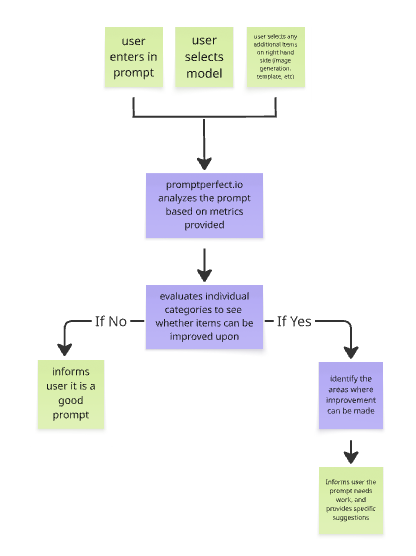 user
enters in
prompt
user
selects
model
user selects any
additional items
on right hand
side (image
generation,
template, etc)
promptperfect.io
analyzes the prompt
based on metrics
provided
evaluates individual
categories to see
whether items can be
improved upon
If No
If Yes
informs
user it is a
good
prompt
identify the
areas where
improvement
can be made
Informs user the
prompt needs
work, and
provides specific
suggestions